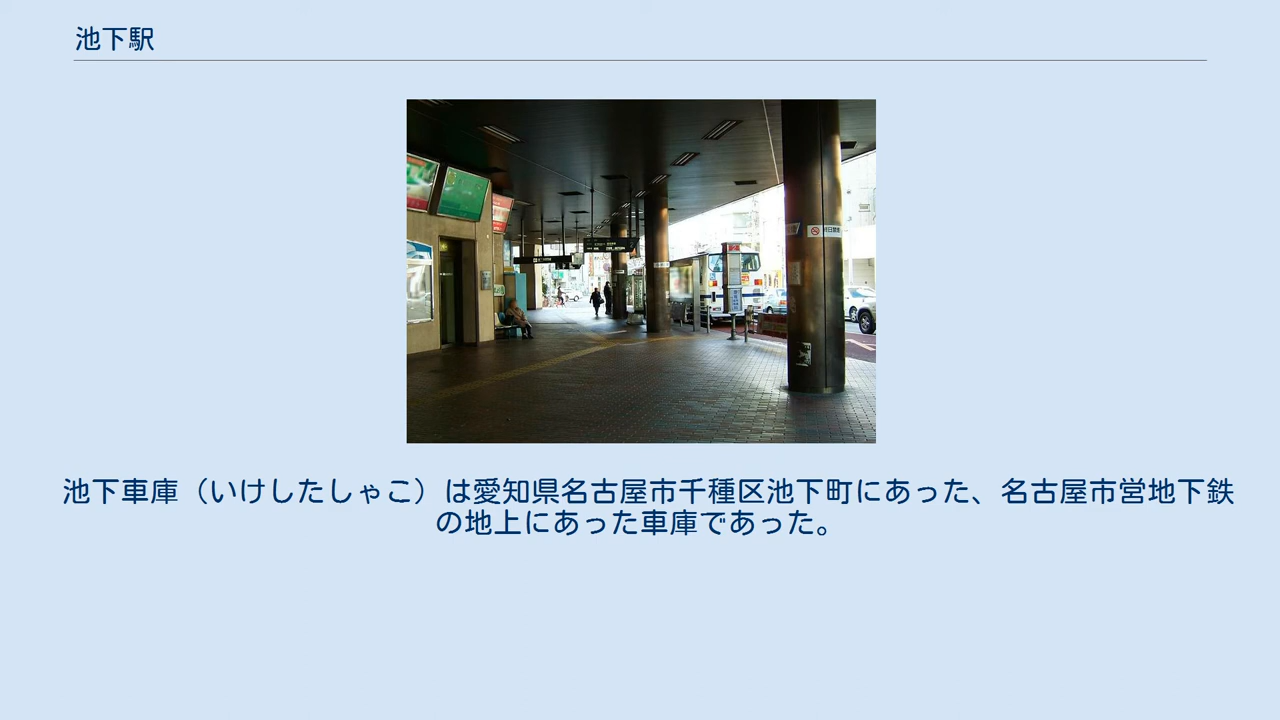 池下駅
池下車庫（いけしたしゃこ）は愛知県名古屋市千種区池下町にあった、名古屋市営地下鉄
の地上にあった車庫であった。